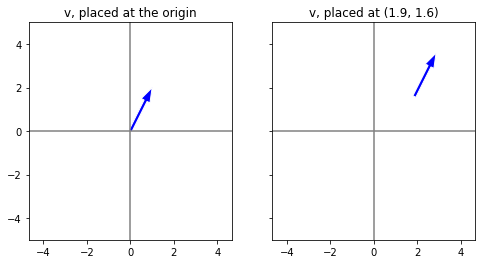 v, placed at the origin
v, placed at (1.9, 1.6)
4
2
0
−2
−4
−4 −2 0 2 4
−4 −2 0 2 4